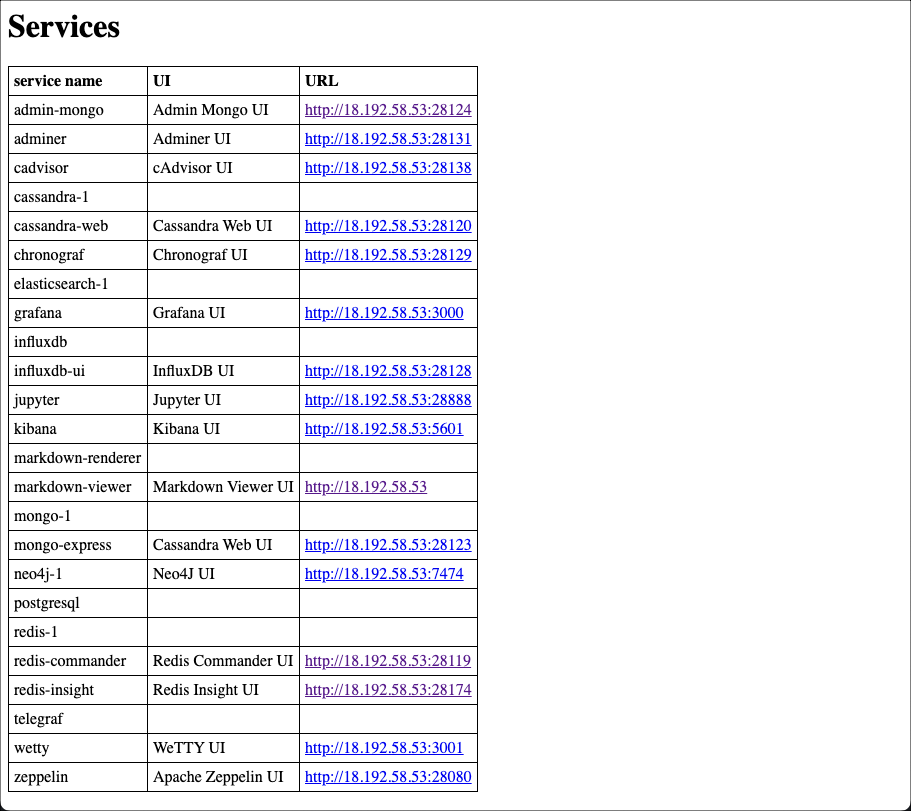 Services
service name UI URL
admin-mongo Admin Mongo UI http://18.192.58.53:28124
adminer Adminer UI http://18.192.58.53:28131
cadvisor cAdvisor UI http://18.192.58.53:28138
cassandra-1
cassandra-web Cassandra Web UI http://18.192.58.53:28120
chronograf Chronograf UI http://18.192.58.53:28129
elasticsearch-1
grafana Grafana UI http://18.192.58.53:3000
influxdb
influxdb-ui InfluxDB UI http://18.192.58.53:28128
jupyter Jupyter UI http://18.192.58.53:28888
kibana Kibana UI http://18.192.58.53:5601
markdown-renderer
markdown-viewer Markdown Viewer UI http://18.192.58.53
mongo-1
mongo-express Cassandra Web UI http://18.192.58.53:28123
neo4j-1 Neo4J UI http://18.192.58.53:7474
postgresql
redis-1
redis-commander Redis Commander UI http://18.192.58.53:28119
redis-insight Redis Insight UI http://18.192.58.53:28174
telegraf
wetty WeTTY UI http://18.192.58.53:3001
zeppelin Apache Zeppelin UI http://18.192.58.53:28080